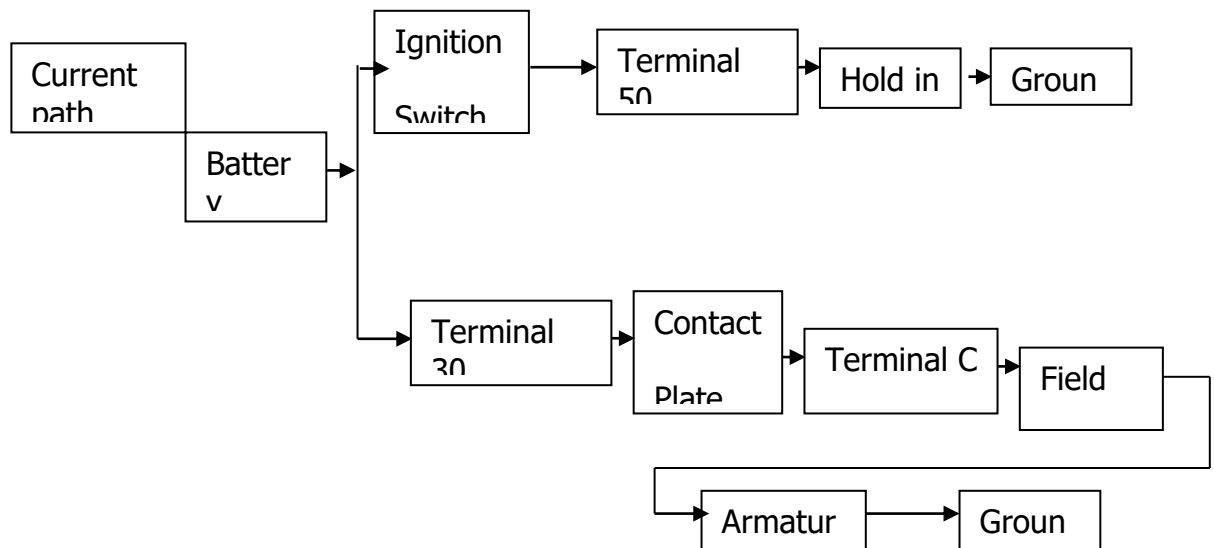 Current
path
Batter
y
Ignition
Switch
Terminal
50
Hold in
Groun
Terminal
30
Contact
Plate
Terminal C
Field
Armatur
Groun